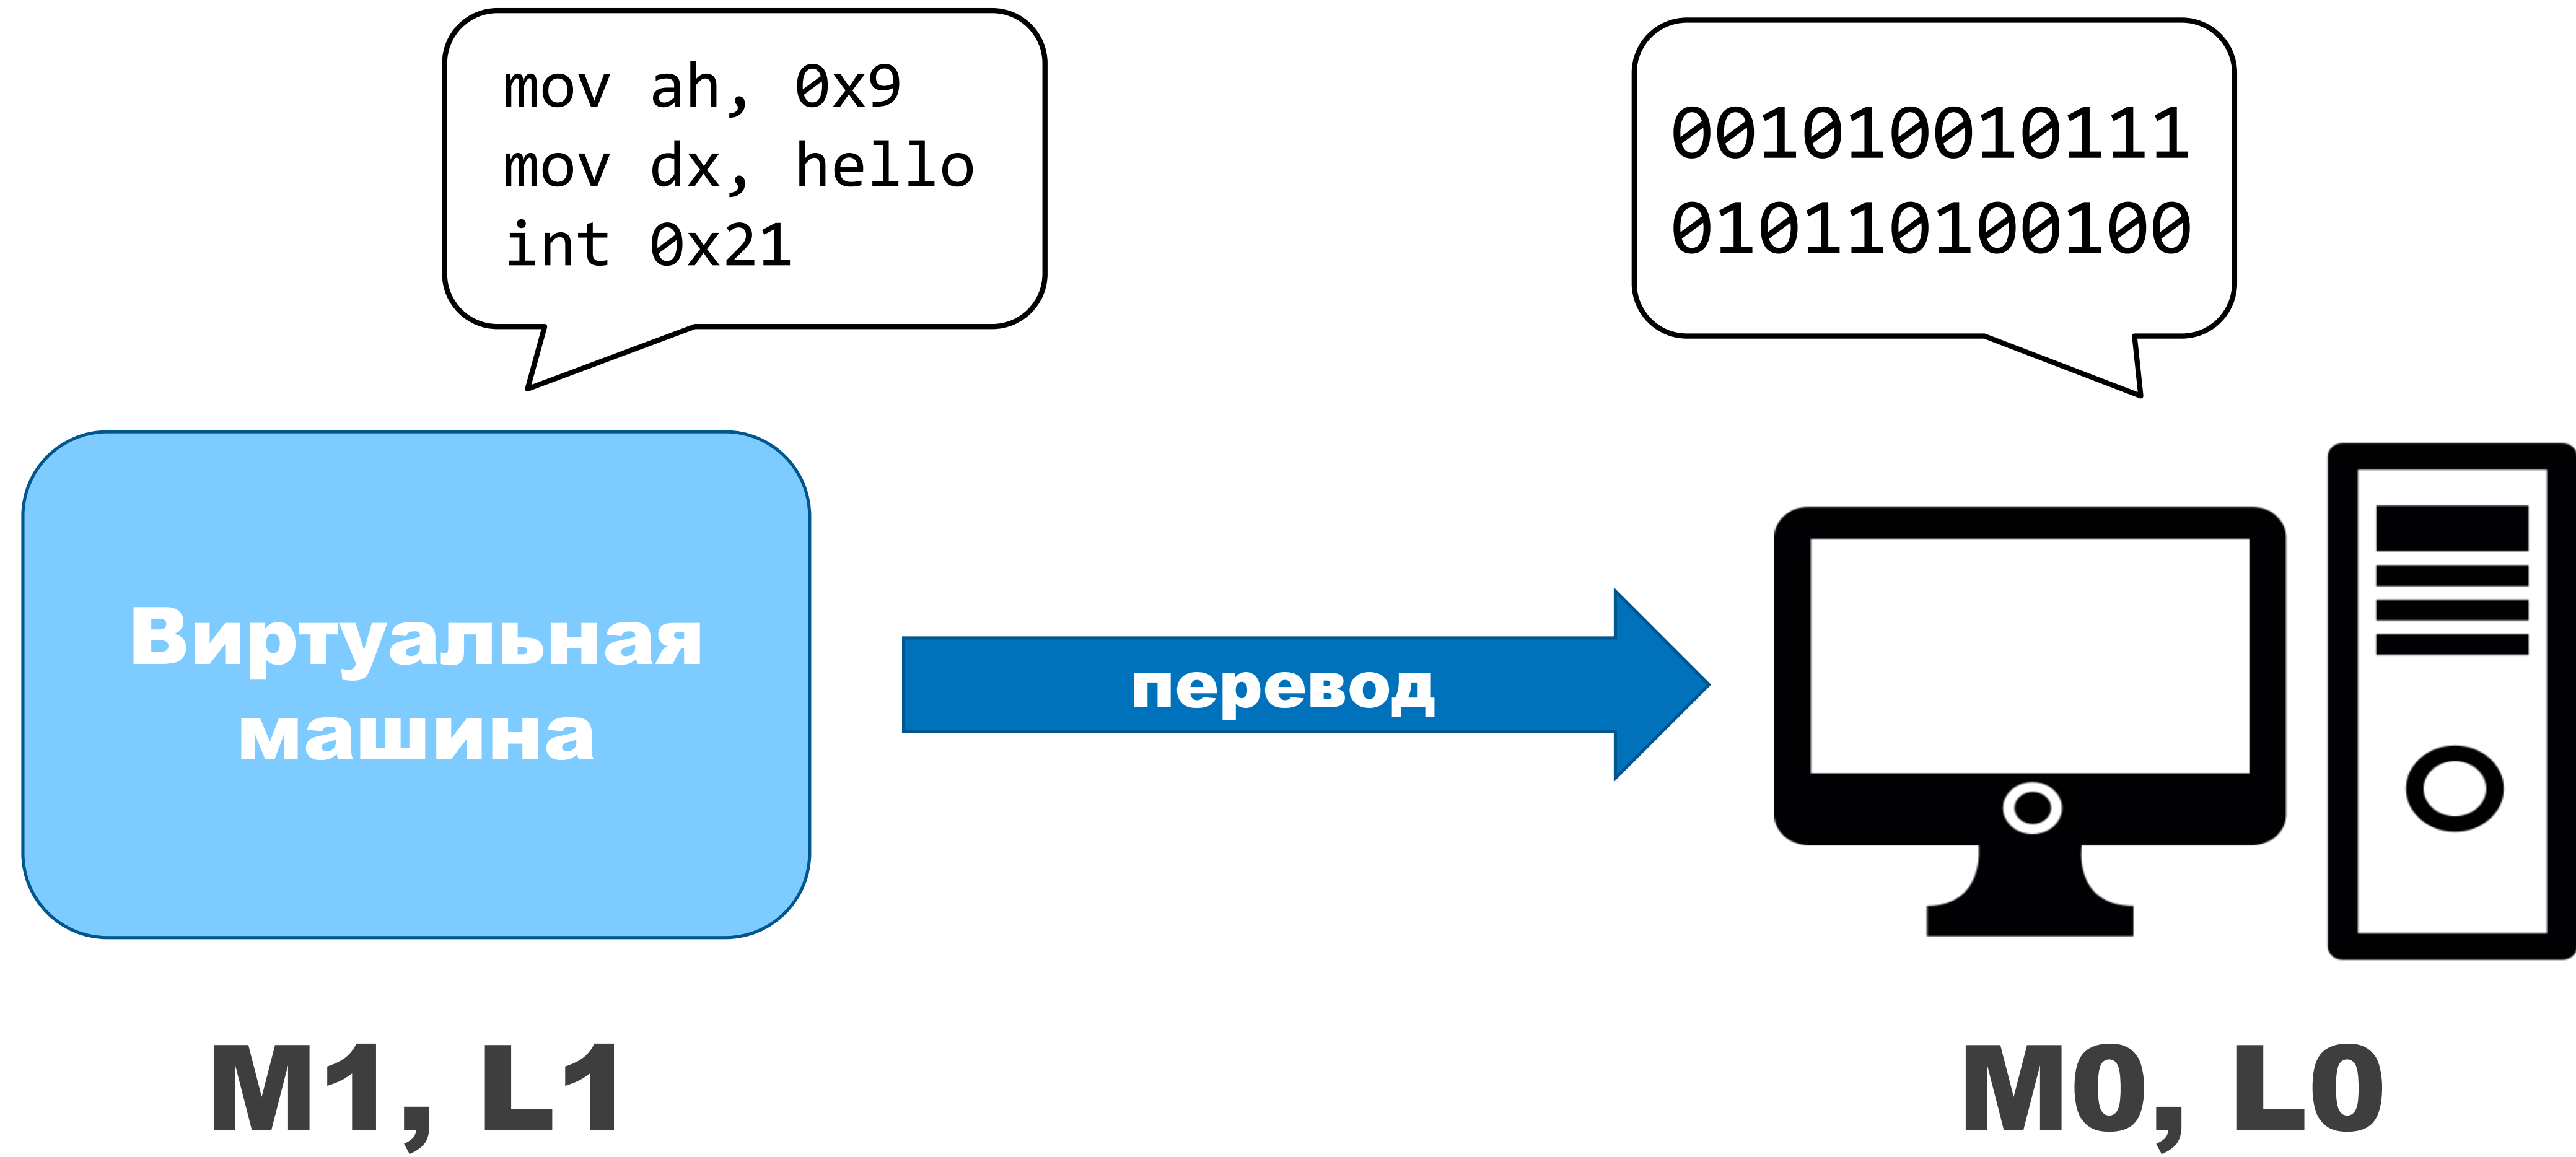 mov ah, 0x9
mov dx, hello
int 0x21
001010010111
010110100100
Виртуальная
машина
перевод
M1, L1
M0, L0